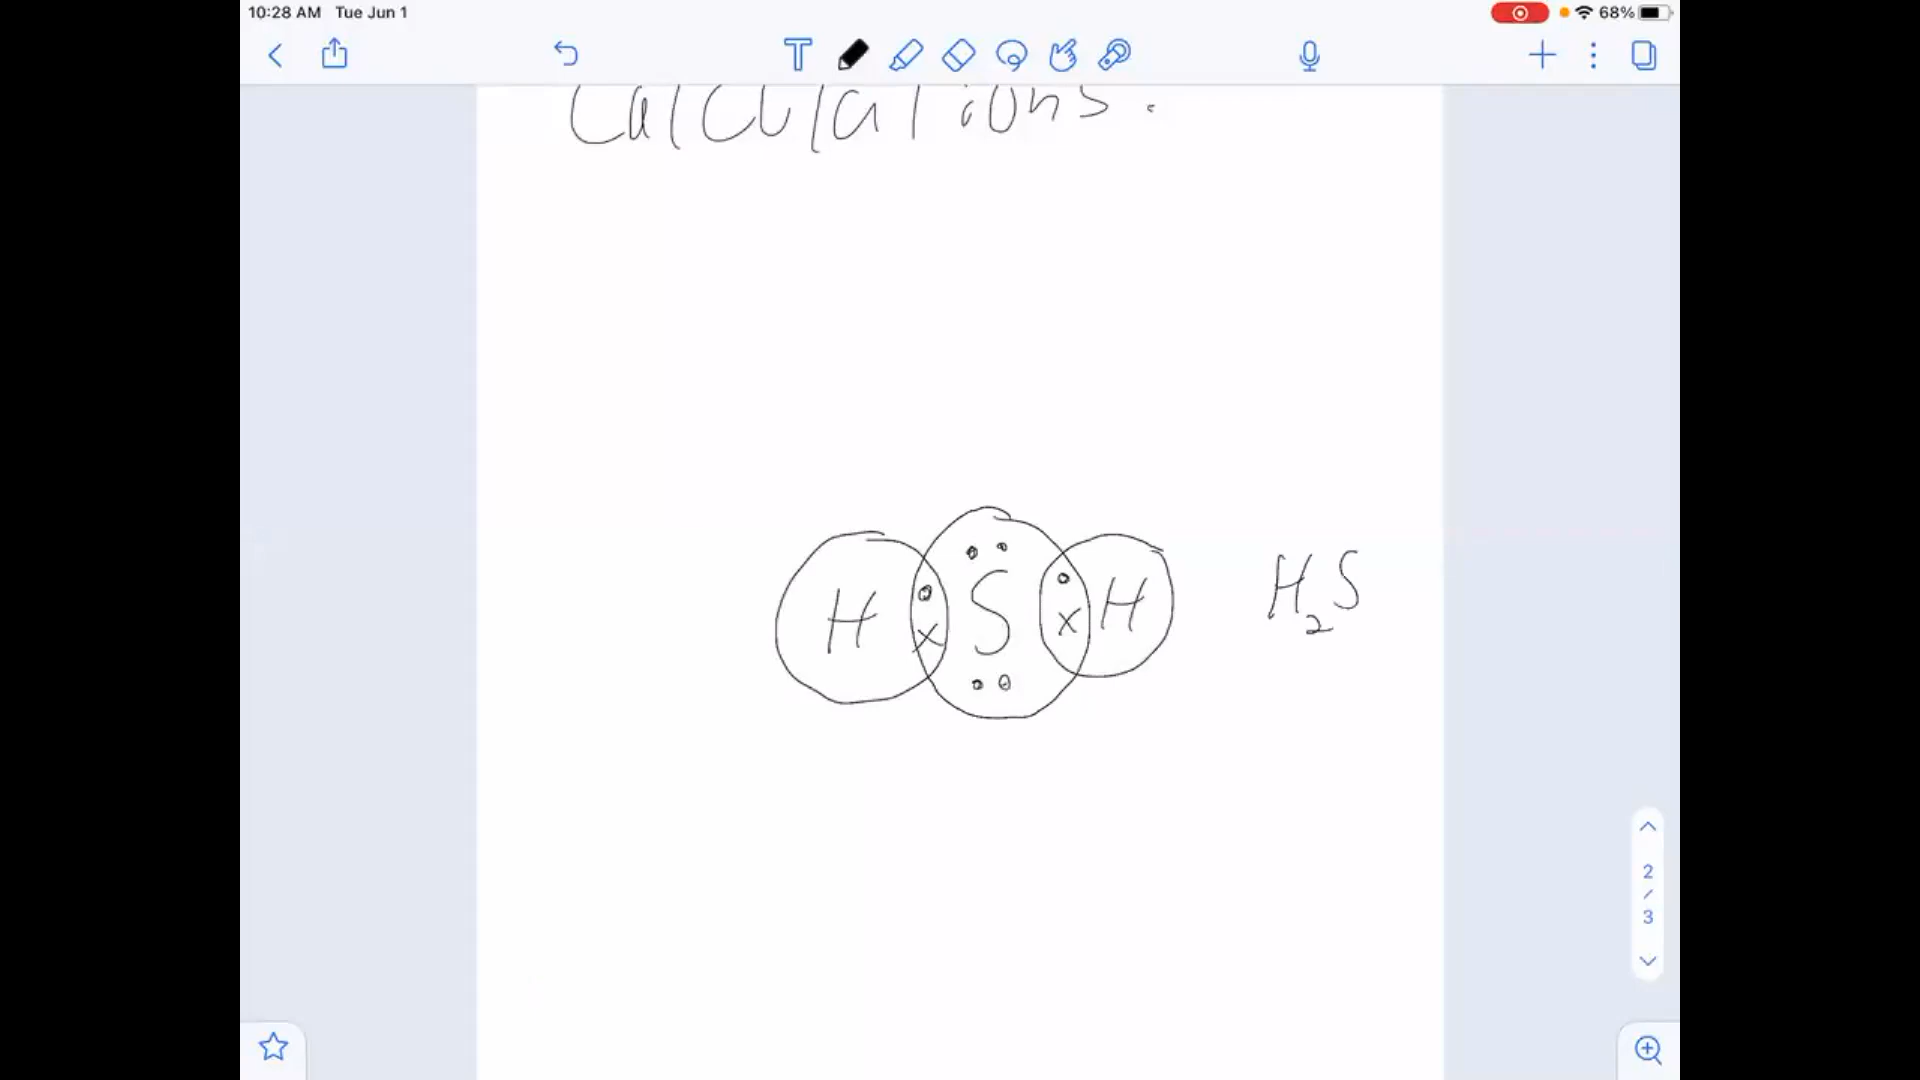 10:28 AM Tue Jun 1
68%
T
Calculations.
H S H
x x
H₂S
2
/
3